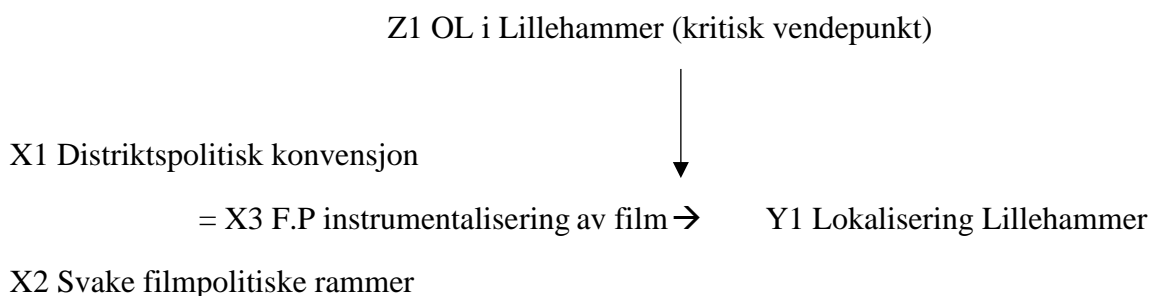 Z1 OL i Lillehammer (kritisk vendepunkt)
X1 Distriktspolitisk konvensjon
= X3 F.P instrumentalisering av film → Y1 Lokalisering Lillehammer
X2 Svake filmpolitiske rammer